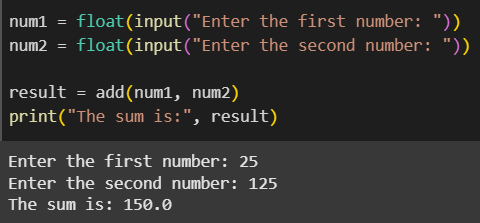 num1 = float(input("Enter the first number: "))
num2 = float(input("Enter the second number: "))
result = add(num1, num2)
print("The sum is:", result)
Enter the first number: 25
Enter the second number: 125
The sum is: 150.0